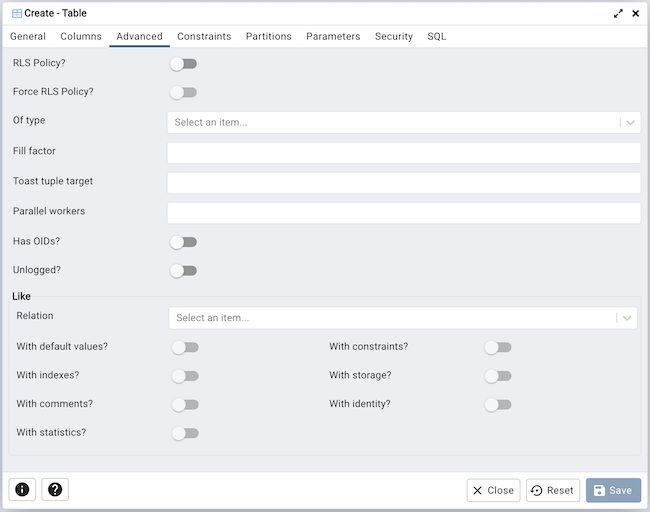 Create - Table
General Columns Advanced Constraints Partitions Parameters Security SQL
RLS Policy?
Force RLS Policy?
Of type Select an item...
Fill factor
Toast tuple target
Parallel workers
Has OIDs?
Unlogged?
Like
Relation Select an item...
With default values? With constraints?
With indexes? With storage?
With comments? With identity?
With statistics?
Close Reset Save